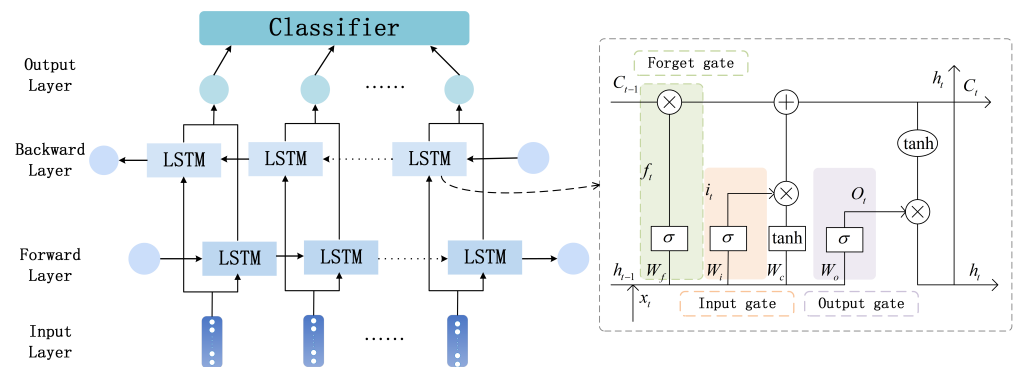 Classifier
Output
Layer
......
Backward
Layer
LSTM
LSTM
LSTM
Forward
Layer
LSTM
LSTM
LSTM
Input
Layer
......
Forget gate
C_{t-1}
×
+
h_t
C_t
tanh
f_t
i_t
×
O_t
×
σ
σ
tanh
σ
h_{t-1}
W_f
W_i
W_c
W_o
h_t
x_t
Input gate
Output gate